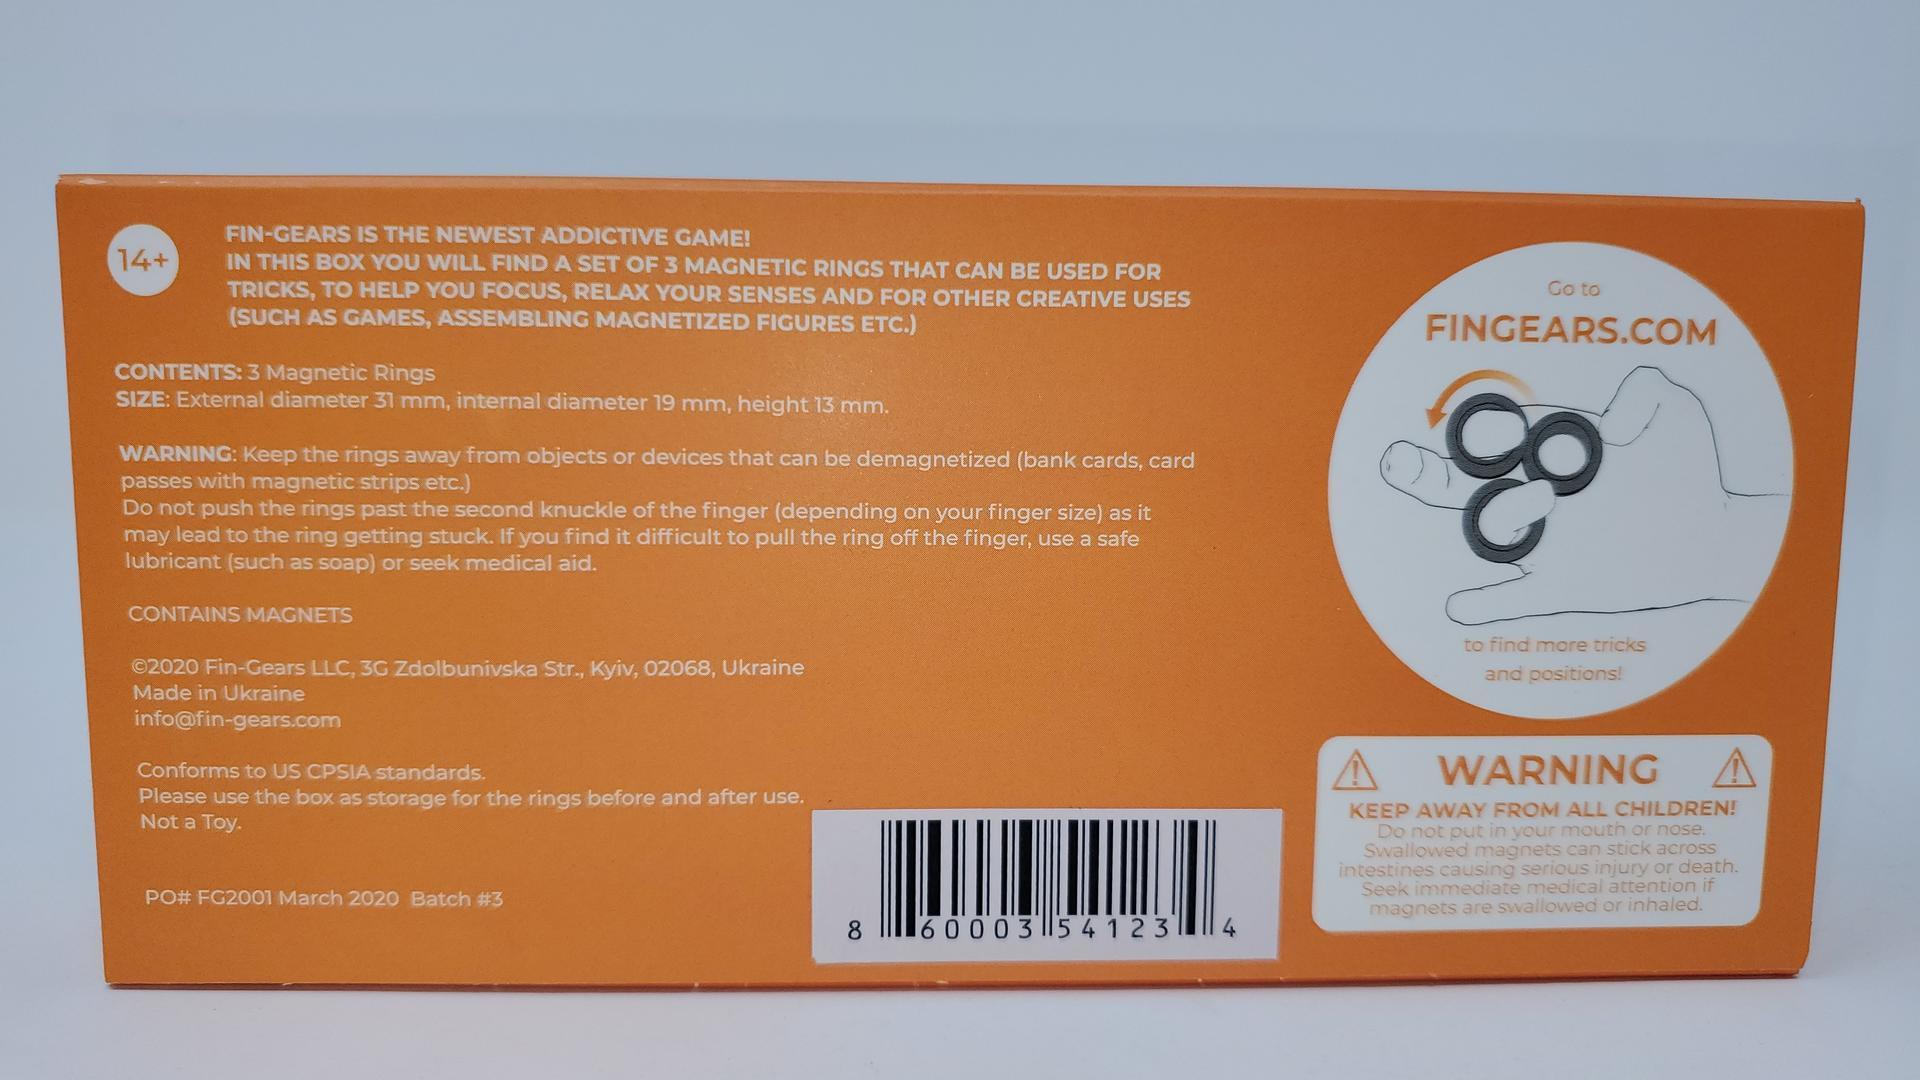 14+
FIN-GEARS IS THE NEWEST ADDICTIVE GAME!
IN THIS BOX YOU WILL FIND A SET OF 3 MAGNETIC RINGS THAT CAN BE USED FOR
TRICKS, TO HELP YOU FOCUS, RELAX YOUR SENSES AND FOR OTHER CREATIVE USES
(SUCH AS GAMES, ASSEMBLING MAGNETIZED FIGURES ETC.)
CONTENTS: 3 Magnetic Rings
SIZE: External diameter 31 mm, internal diameter 19 mm, height 13 mm.
WARNING: Keep the rings away from objects or devices that can be demagnetized (bank cards, card
passes with magnetic strips etc.)
Do not push the rings past the second knuckle of the finger (depending on your finger size) as it
may lead to the ring getting stuck. If you find it difficult to pull the ring off the finger, use a safe
lubricant (such as soap) or seek medical aid.
CONTAINS MAGNETS
©2020 Fin-Gears LLC, 3G Zdolbunivska Str., Kyiv, 02068, Ukraine
Made in Ukraine
info@fin-gears.com
Conforms to US CPSIA standards.
Please use the box as storage for the rings before and after use.
Not a Toy.
PO# FG2001 March 2020 Batch #3
8 60003 54123 4
Go to
FINGEARS.COM
to find more tricks
and positions!
WARNING
KEEP AWAY FROM ALL CHILDREN!
Do not put in your mouth or nose.
Swallowed magnets can stick across
intestines causing serious injury or death.
Seek immediate medical attention if
magnets are swallowed or inhaled.